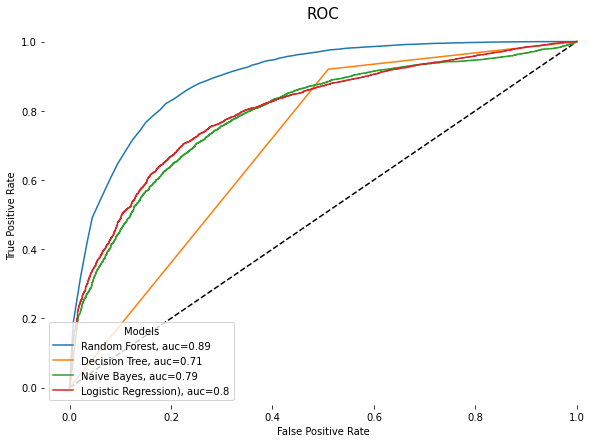 ROC
1.0
0.8
0.6
0.4
0.2
0.0
True Positive Rate
Models
Random Forest, auc=0.89
Decision Tree, auc=0.71
Naive Bayes, auc=0.79
Logistic Regression), auc=0.8
0.0 0.2 0.4 0.6 0.8 1.0
False Positive Rate